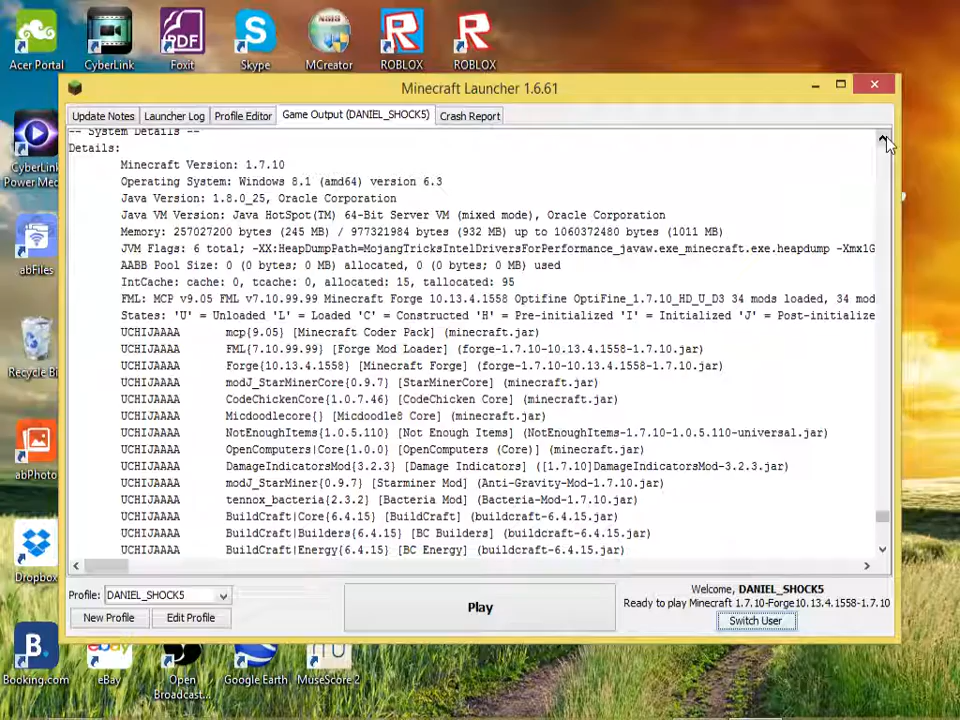 Acer Portal
CyberLink
Foxit
Skype
MCreator
ROBLOX
ROBLOX
PDF
Minecraft Launcher 1.6.61
Update Notes
Launcher Log
Profile Editor
Game Output (DANIEL_SHOCK5)
Crash Report
-- System Details --
Details:
Minecraft Version: 1.7.10
Operating System: Windows 8.1 (amd64) version 6.3
Java Version: 1.8.0_25, Oracle Corporation
Java VM Version: Java HotSpot(TM) 64-Bit Server VM (mixed mode), Oracle Corporation
Memory: 257027200 bytes (245 MB) / 977321984 bytes (932 MB) up to 1060372480 bytes (1011 MB)
JVM Flags: 6 total; -XX:HeapDumpPath=MojangTricksIntelDriversForPerformance_javaw.exe_minecraft.exe.heapdump -Xmx1G
AABB Pool Size: 0 (0 bytes; 0 MB) allocated, 0 (0 bytes; 0 MB) used
IntCache: cache: 0, tcache: 0, allocated: 15, tallocated: 95
FML: MCP v9.05 FML v7.10.99.99 Minecraft Forge 10.13.4.1558 Optifine OptiFine_1.7.10_HD_U_D3 34 mods loaded, 34 mod
States: 'U' = Unloaded 'L' = Loaded 'C' = Constructed 'H' = Pre-initialized 'I' = Initialized 'J' = Post-initialize
UCHIJAAAA mcp{9.05} [Minecraft Coder Pack] (minecraft.jar)
UCHIJAAAA FML{7.10.99.99} [Forge Mod Loader] (forge-1.7.10-10.13.4.1558-1.7.10.jar)
UCHIJAAAA Forge{10.13.4.1558} [Minecraft Forge] (forge-1.7.10-10.13.4.1558-1.7.10.jar)
UCHIJAAAA modJ_StarMinerCore{0.9.7} [StarMinerCore] (minecraft.jar)
UCHIJAAAA CodeChickenCore{1.0.7.46} [CodeChicken Core] (minecraft.jar)
UCHIJAAAA Micdoodlecore{} [Micdoodle8 Core] (minecraft.jar)
UCHIJAAAA NotEnoughItems{1.0.5.110} [Not Enough Items] (NotEnoughItems-1.7.10-1.0.5.110-universal.jar)
UCHIJAAAA OpenComputers|Core{1.0.0} [OpenComputers (Core)] (minecraft.jar)
UCHIJAAAA DamageIndicatorsMod{3.2.3} [Damage Indicators] ([1.7.10]DamageIndicatorsMod-3.2.3.jar)
UCHIJAAAA modJ_StarMiner{0.9.7} [Starminer Mod] (Anti-Gravity-Mod-1.7.10.jar)
UCHIJAAAA tennox_bacteria{2.3.2} [Bacteria Mod] (Bacteria-Mod-1.7.10.jar)
UCHIJAAAA BuildCraft|Core{6.4.15} [BuildCraft] (buildcraft-6.4.15.jar)
UCHIJAAAA BuildCraft|Builders{6.4.15} [BC Builders] (buildcraft-6.4.15.jar)
UCHIJAAAA BuildCraft|Energy{6.4.15} [BC Energy] (buildcraft-6.4.15.jar)
Profile: DANIEL_SHOCK5
New Profile
Edit Profile
Play
Welcome, DANIEL_SHOCK5
Ready to play Minecraft 1.7.10-Forge10.13.4.1558-1.7.10
Switch User
CyberLink
Power Med
abFiles
Recycle Bi
abPhoto
Dropbox
B.
Booking.com
eBay
Open
Broadcast...
Google Earth
MuseScore 2